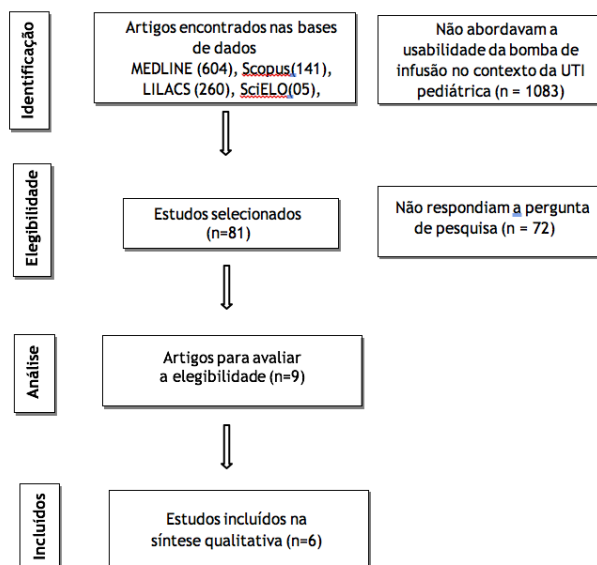 Identificação
Artigos encontrados nas bases
de dados
MEDLINE (604), Scopus(141),
LILACS (260), SciELO(05),
Não abordavam a
usabilidade da bomba de
infusão no contexto da UTI
pediátrica (n = 1083)
Elegibilidade
Estudos selecionados
(n=81)
Não respondiam a pergunta
de pesquisa (n = 72)
Análise
Artigos para avaliar
a elegibilidade (n=9)
Incluídos
Estudos incluídos na
síntese qualitativa (n=6)